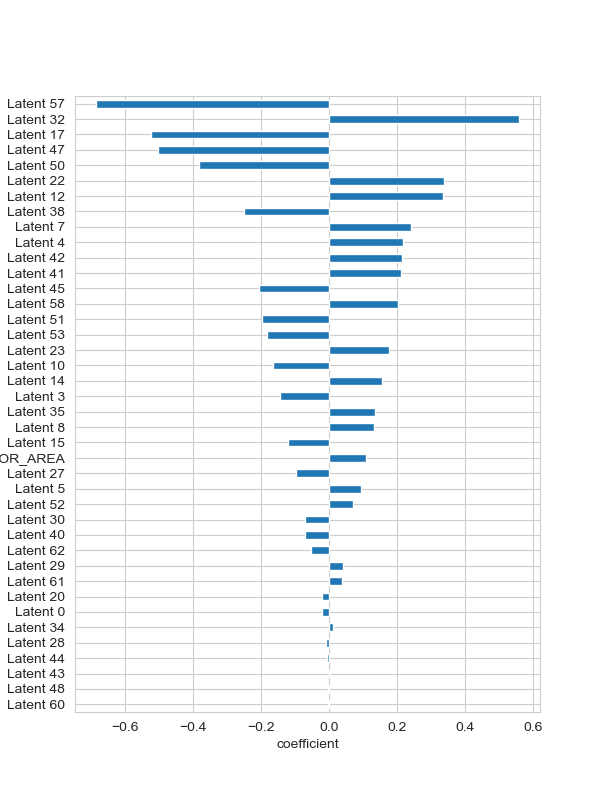 Latent 57
Latent 32
Latent 17
Latent 47
Latent 50
Latent 22
Latent 12
Latent 38
Latent 7
Latent 4
Latent 42
Latent 41
Latent 45
Latent 58
Latent 51
Latent 53
Latent 23
Latent 10
Latent 14
Latent 3
Latent 35
Latent 8
Latent 15
OR_AREA
Latent 27
Latent 5
Latent 52
Latent 30
Latent 40
Latent 62
Latent 29
Latent 61
Latent 20
Latent 0
Latent 34
Latent 28
Latent 44
Latent 43
Latent 48
Latent 60
−0.6 −0.4 −0.2 0.0 0.2 0.4 0.6
coefficient